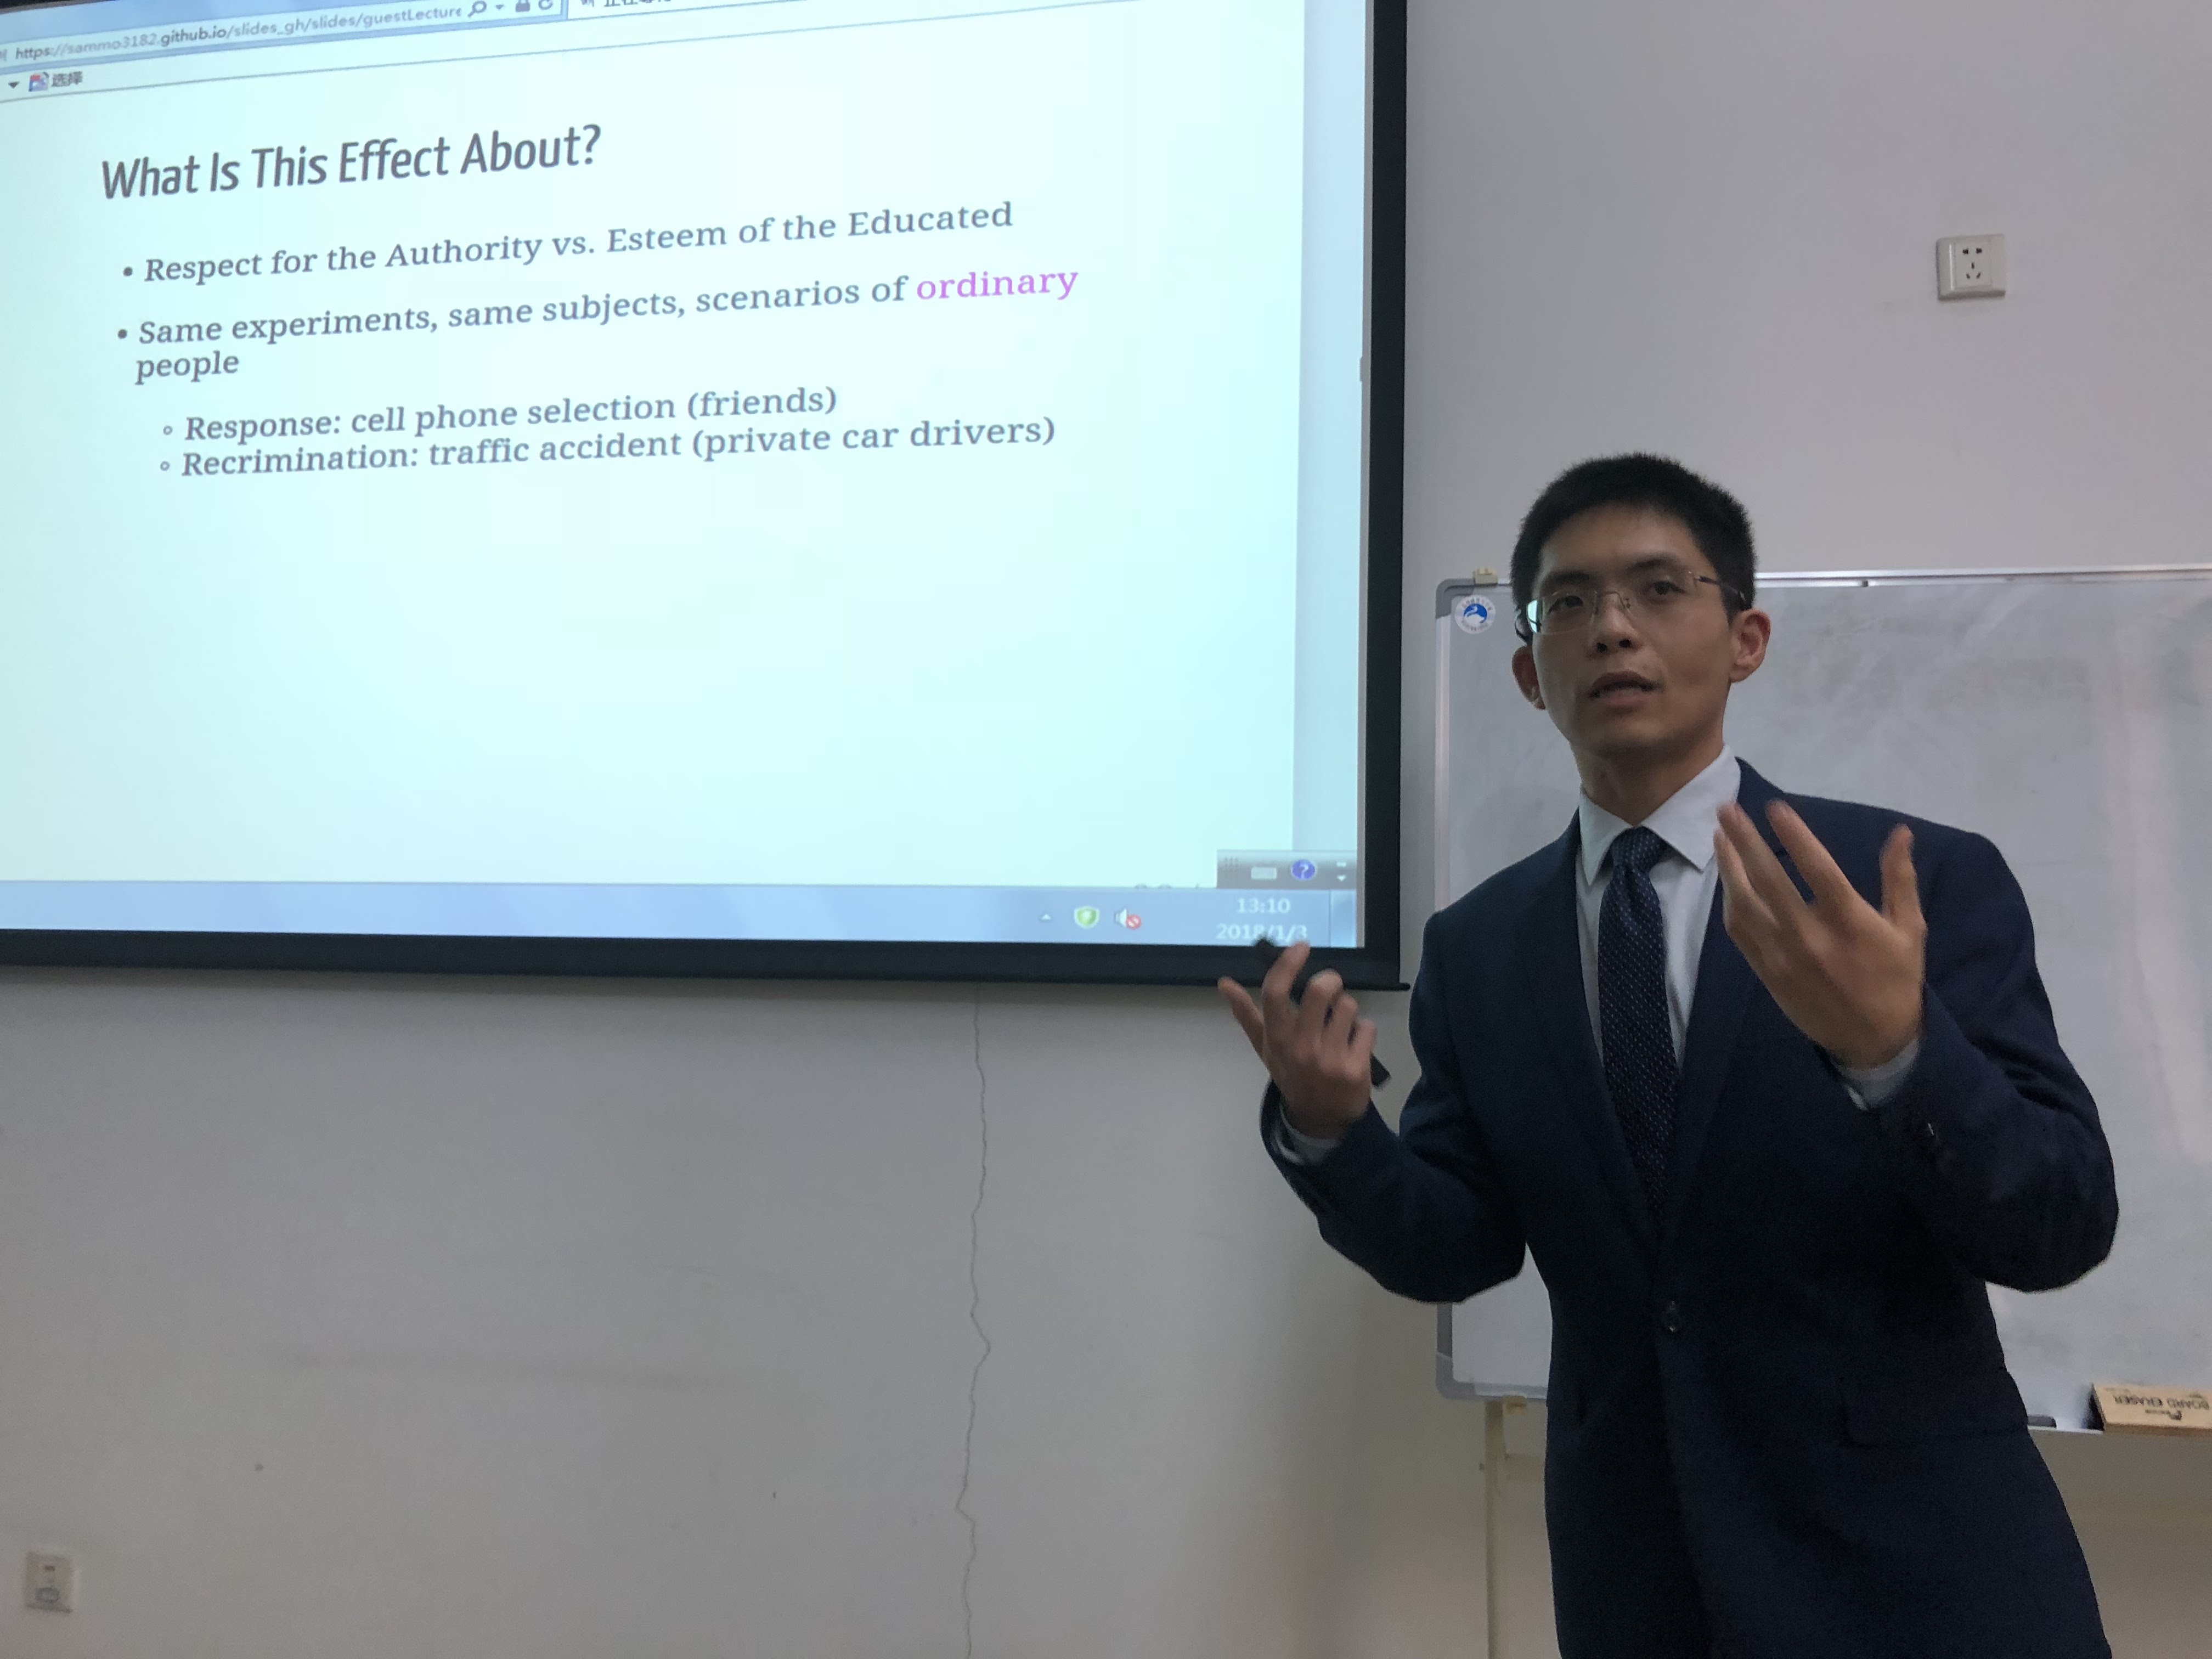 https://sammo3182.github.io/slides_gh/slides/guestLecture
选择
What Is This Effect About?
• Respect for the Authority vs. Esteem of the Educated
• Same experiments, same subjects, scenarios of ordinary
people
◦ Response: cell phone selection (friends)
◦ Recrimination: traffic accident (private car drivers)
?
13:10
2018/1/3
BOARD ERASER